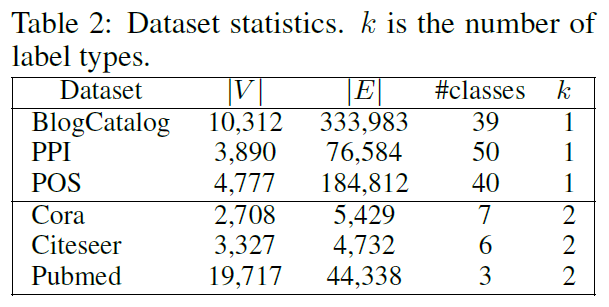 Table 2: Dataset statistics. k is the number of
label types.
Dataset |V| |E| #classes k
BlogCatalog 10,312 333,983 39 1
PPI 3,890 76,584 50 1
POS 4,777 184,812 40 1
Cora 2,708 5,429 7 2
Citeseer 3,327 4,732 6 2
Pubmed 19,717 44,338 3 2